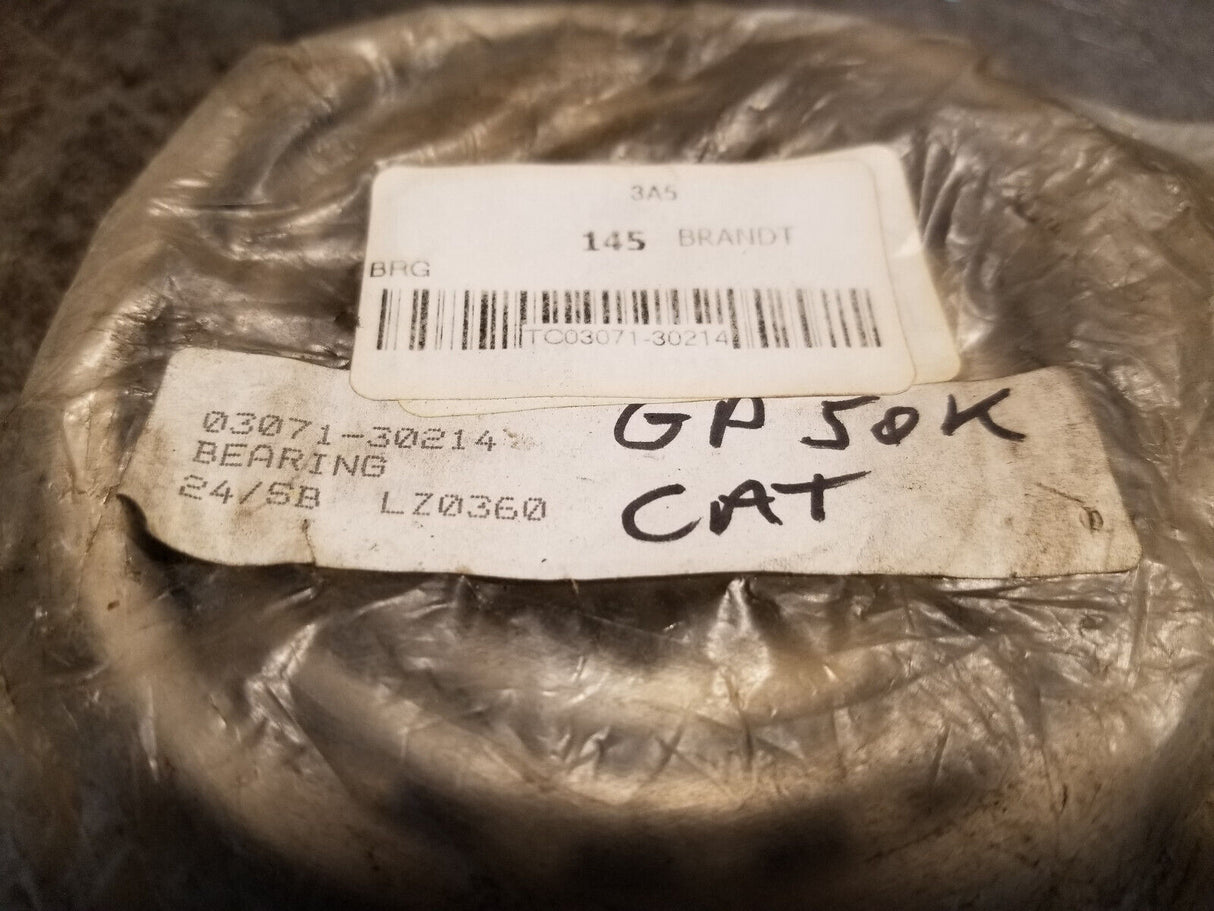 3A5
145 BRANDT
BRG
TC03071-30214
03071-30214
BEARING
24/SB LZ0360
GP 50K
CAT